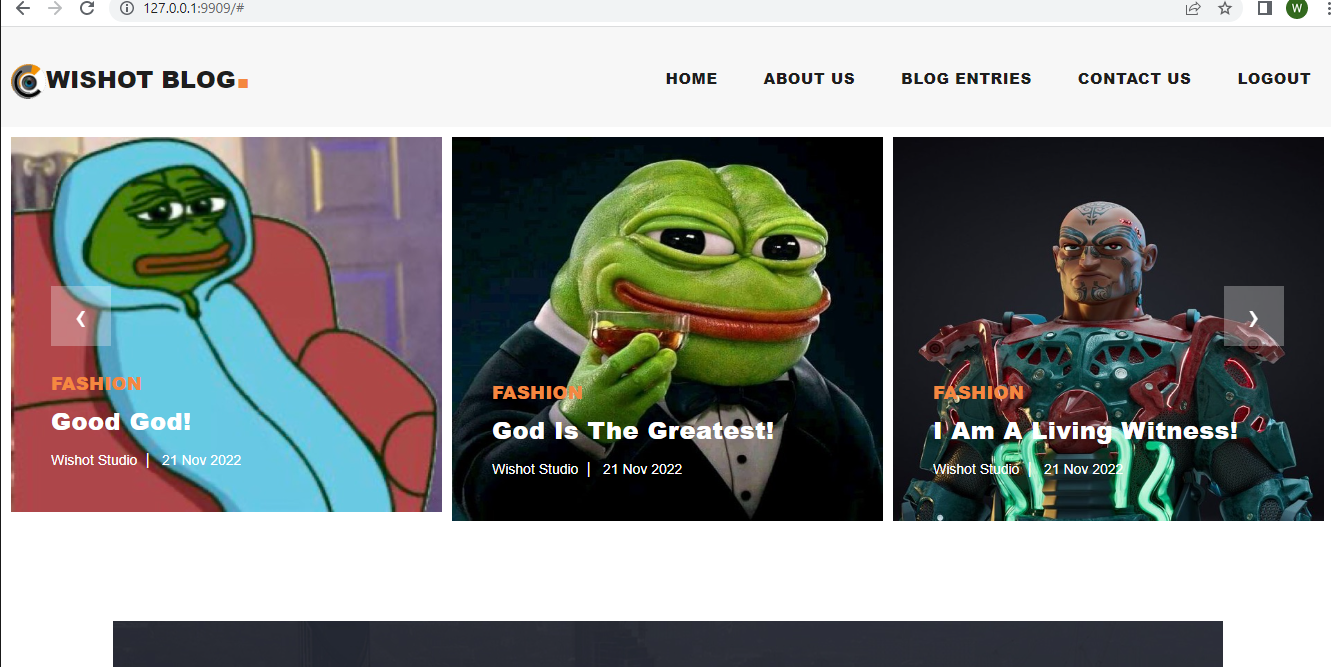 127.0.0.1:9909/#
W
WISHOT BLOG.
HOME ABOUT US BLOG ENTRIES CONTACT US LOGOUT
FASHION
Good God!
Wishot Studio | 21 Nov 2022
FASHION
God Is The Greatest!
Wishot Studio | 21 Nov 2022
FASHION
I Am A Living Witness!
Wishot Studio | 21 Nov 2022